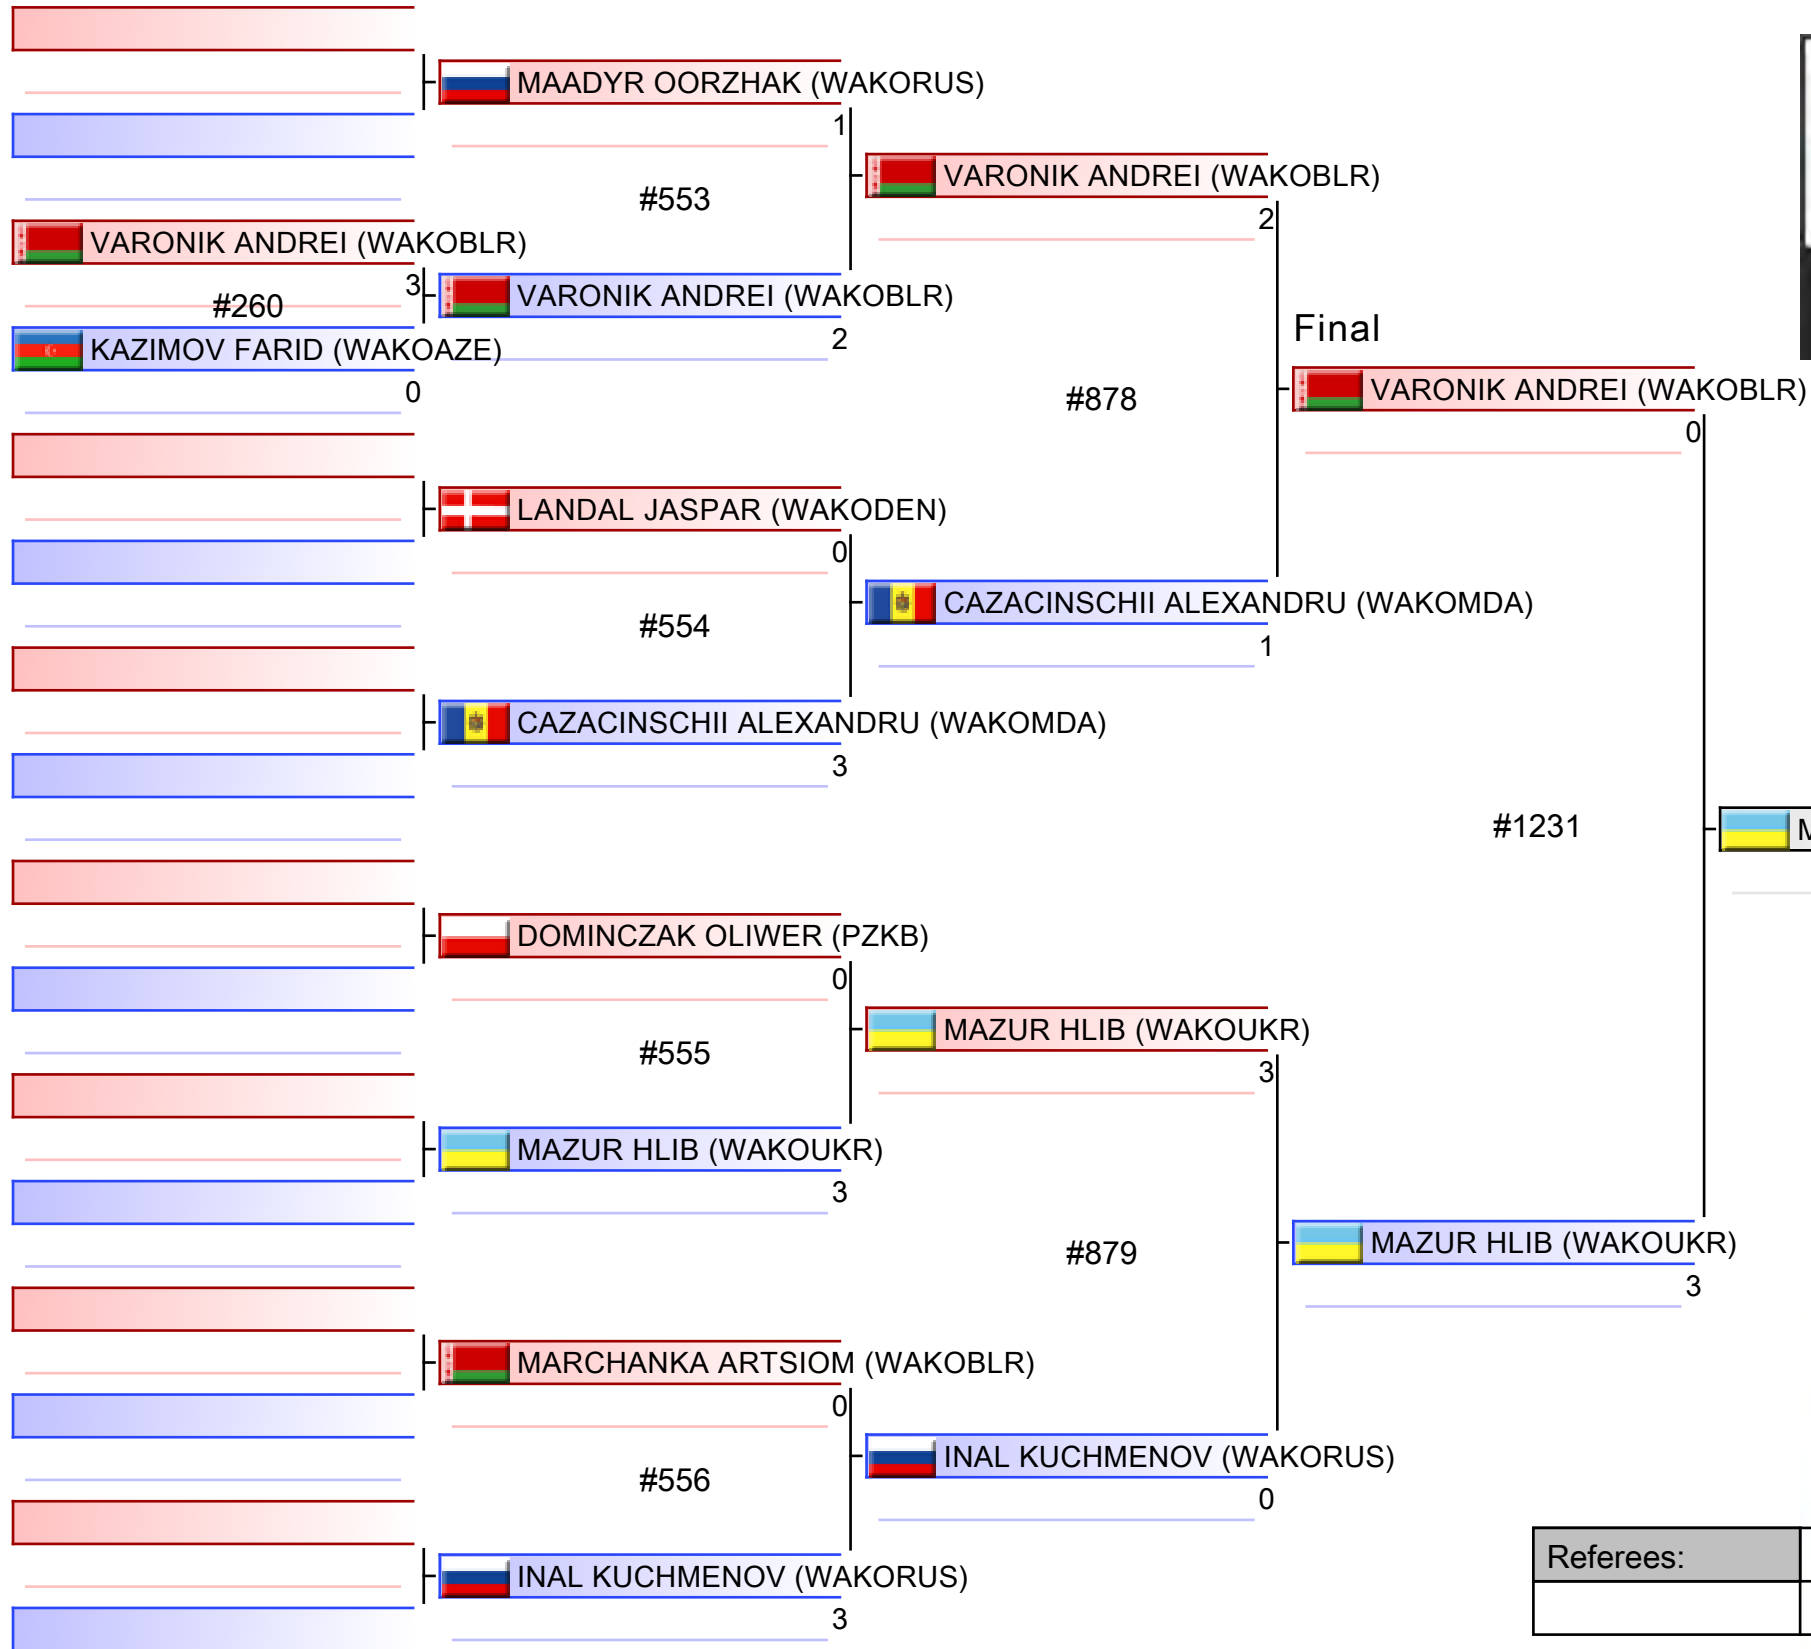 MAADYR OORZHAK (WAKORUS)
1
VARONIK ANDREI (WAKOBLR)
#553
2
VARONIK ANDREI (WAKOBLR)
3
VARONIK ANDREI (WAKOBLR)
#260
2
Final
KAZIMOV FARID (WAKOAZE)
0
#878
VARONIK ANDREI (WAKOBLR)
0
LANDAL JASPAR (WAKODEN)
0
CAZACINSCHII ALEXANDRU (WAKOMDA)
#554
1
CAZACINSCHII ALEXANDRU (WAKOMDA)
3
#1231
M
DOMINCZAK OLIWER (PZKB)
0
MAZUR HLIB (WAKOUKR)
#555
3
MAZUR HLIB (WAKOUKR)
3
#879
MAZUR HLIB (WAKOUKR)
3
MARCHANKA ARTSIOM (WAKOBLR)
0
INAL KUCHMENOV (WAKORUS)
#556
0
Referees:
INAL KUCHMENOV (WAKORUS)
3